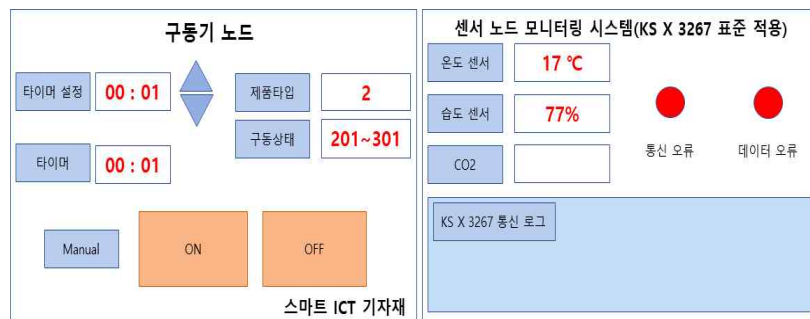 구동기 노드
타이머 설정
00 : 01
제품타입
2
구동상태
201~301
타이머
00 : 01
Manual
ON
OFF
스마트 ICT 기자재
센서 노드 모니터링 시스템(KS X 3267 표준 적용)
온도 센서
17 ℃
습도 센서
77%
통신 오류
데이터 오류
CO2
KS X 3267 통신 로그